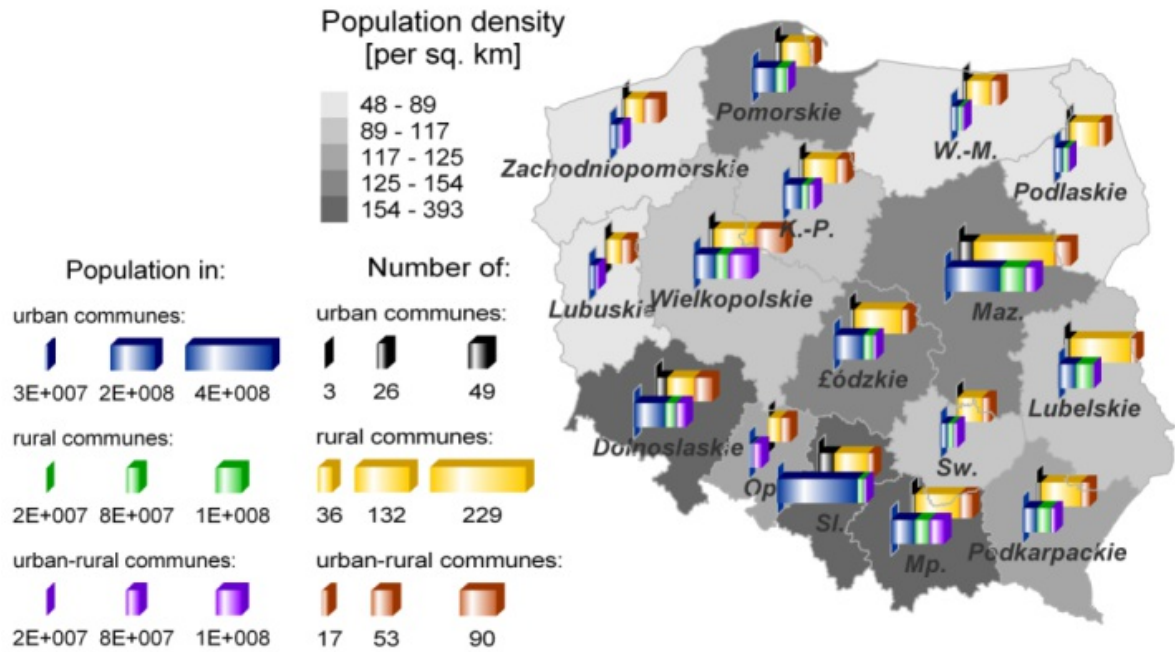 Population density
[per sq. km]
48 - 89
89 - 117
117 - 125
125 - 154
154 - 393
Population in:
urban communes:
3E+007 2E+008 4E+008
rural communes:
2E+007 8E+007 1E+008
urban-rural communes:
2E+007 8E+007 1E+008
Number of:
urban communes:
3 26 49
rural communes:
36 132 229
urban-rural communes:
17 53 90
Pomorskie
Zachodniopomorskie
W.-M.
Podlaskie
K.-P.
Lubuskie
Wielkopolskie
Maz.
£ódzkie
Lubelskie
Dolnoslaskie
Sw.
Op
Sl.
Mp.
Podkarpackie